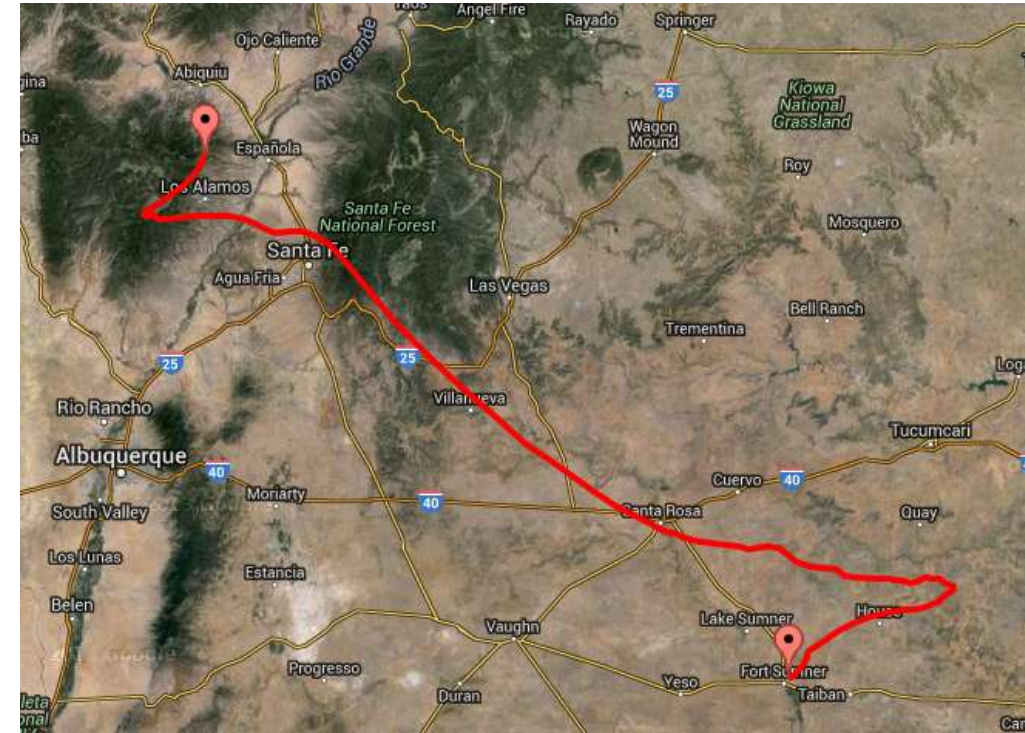 Angel Fire
Rayado
Springer
Ojo Caliente
Rio Grande
Abiquiu
25
Kiowa
National
Grassland
Wagon
Mound
Española
Roy
Los Alamos
Santa Fe
National Forest
Mosquero
Santa Fe
Agua Fria
Las Vegas
Bell Ranch
Trementina
25
25
Villanueva
Rio Rancho
Tucumcari
Albuquerque
40
Cuervo
40
Moriarty
40
South Valley
Santa Rosa
Quay
Los Lunas
Estancia
Belen
Lake Sumner
House
Vaughn
Progresso
Fort Sumner
Yeso
Taiban
Duran